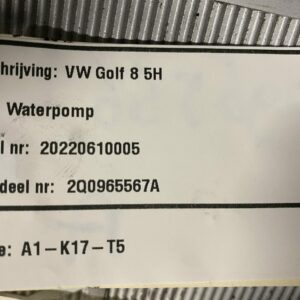 hrijving: VW Golf 8 5H
Waterpomp
l nr: 20220610005
deel nr: 2Q0965567A
e: A1-K17-T5